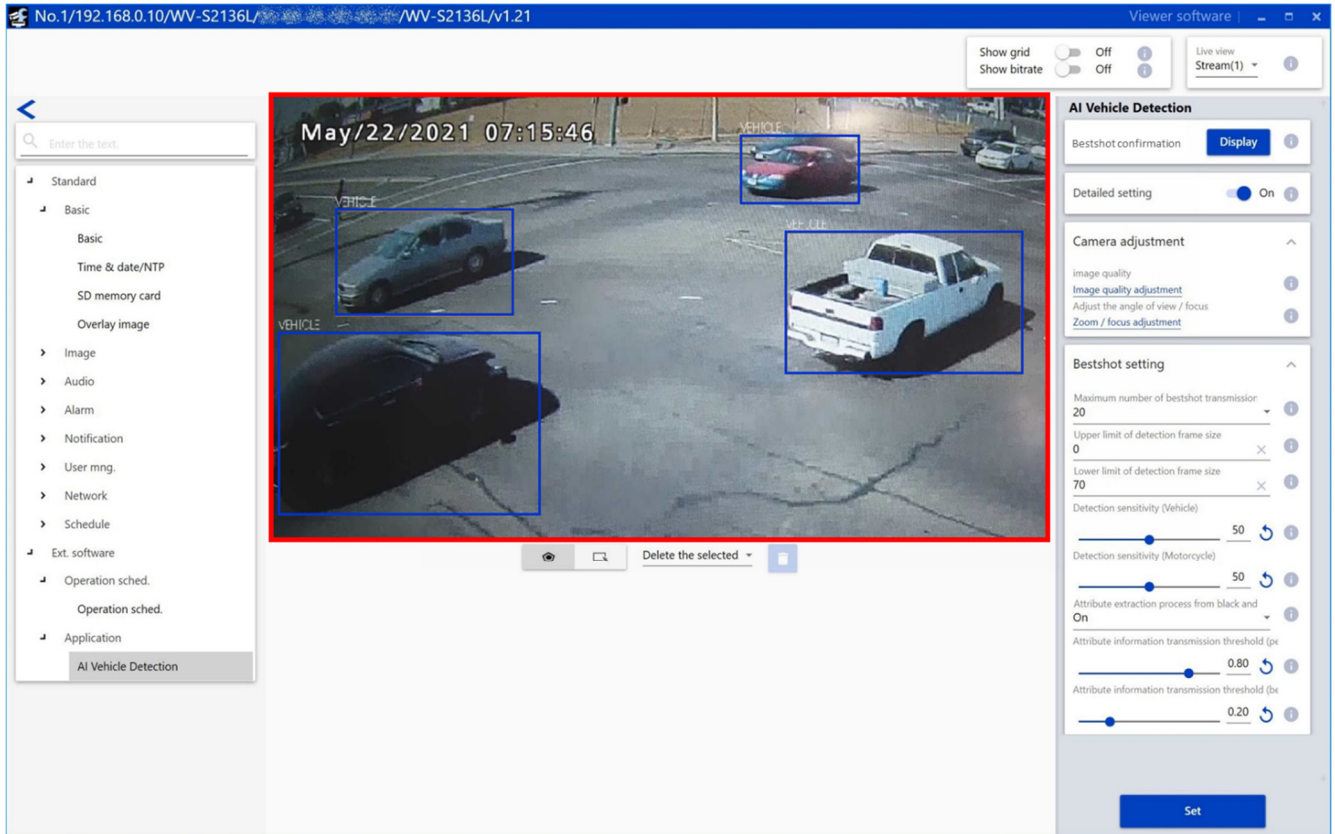 No.1/192.168.0.10/WV-S2136L/ /WV-S2136L/v1.21
Viewer software
Show grid Off
Show bitrate Off
Live view
Stream(1)
Enter the text.
Standard
Basic
Basic
Time & date/NTP
SD memory card
Overlay image
Image
Audio
Alarm
Notification
User mng.
Network
Schedule
Ext. software
Operation sched.
Operation sched.
Application
AI Vehicle Detection
May/22/2021 07:15:46
VEHICLE
VEHICLE
VEHICLE
VEHICLE
Delete the selected
AI Vehicle Detection
Bestshot confirmation Display
Detailed setting On
Camera adjustment
image quality
Image quality adjustment
Adjust the angle of view / focus
Zoom / focus adjustment
Bestshot setting
Maximum number of bestshot transmission
20
Upper limit of detection frame size
0
Lower limit of detection frame size
70
Detection sensitivity (Vehicle)
50
Detection sensitivity (Motorcycle)
50
Attribute extraction process from black and
On
Attribute information transmission threshold (pe
0.80
Attribute information transmission threshold (be
0.20
Set